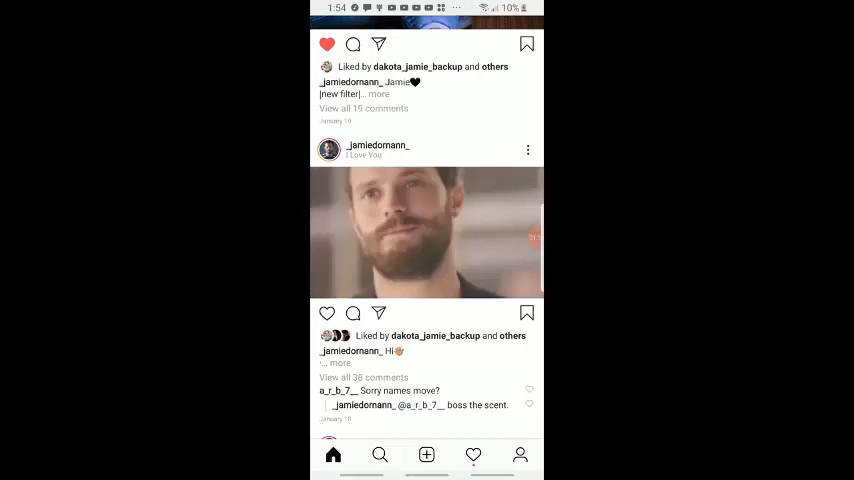 1:54 10%
Liked by dakota_jamie_backup and others
_jamiedornann_ Jamie🖤
|new filter|... more
View all 19 comments
January 19
_jamiedornann_
I Love You
Liked by dakota_jamie_backup and others
_jamiedornann_ Hi👋🏼
·... more
View all 38 comments
a_r_b_7__ Sorry names move?
_jamiedornann_ @a_r_b_7__ boss the scent.
January 18